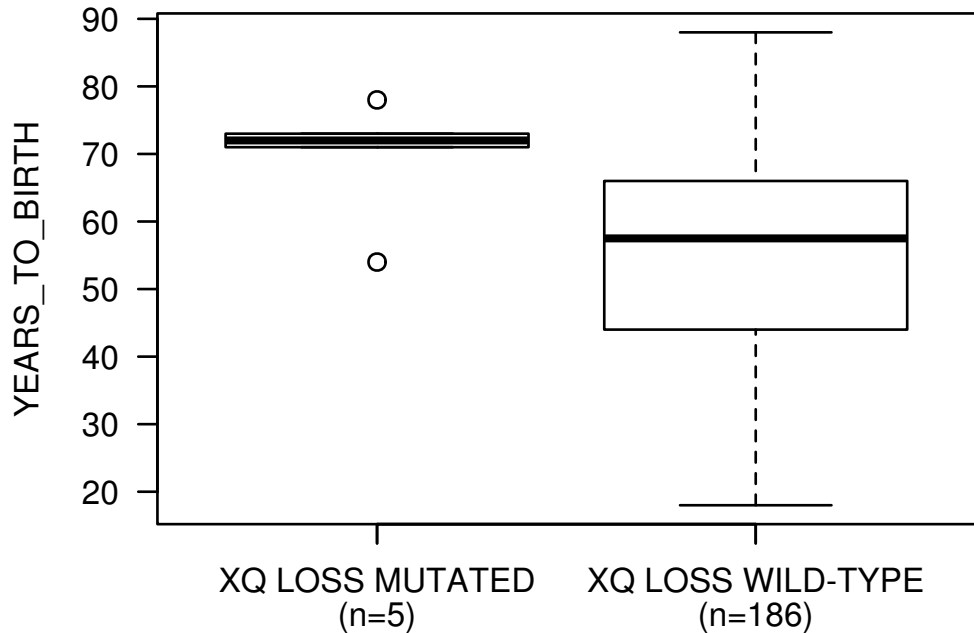 YEARS_TO_BIRTH
90
80
70
60
50
40
30
20
XQ LOSS MUTATED
(n=5)
XQ LOSS WILD-TYPE
(n=186)